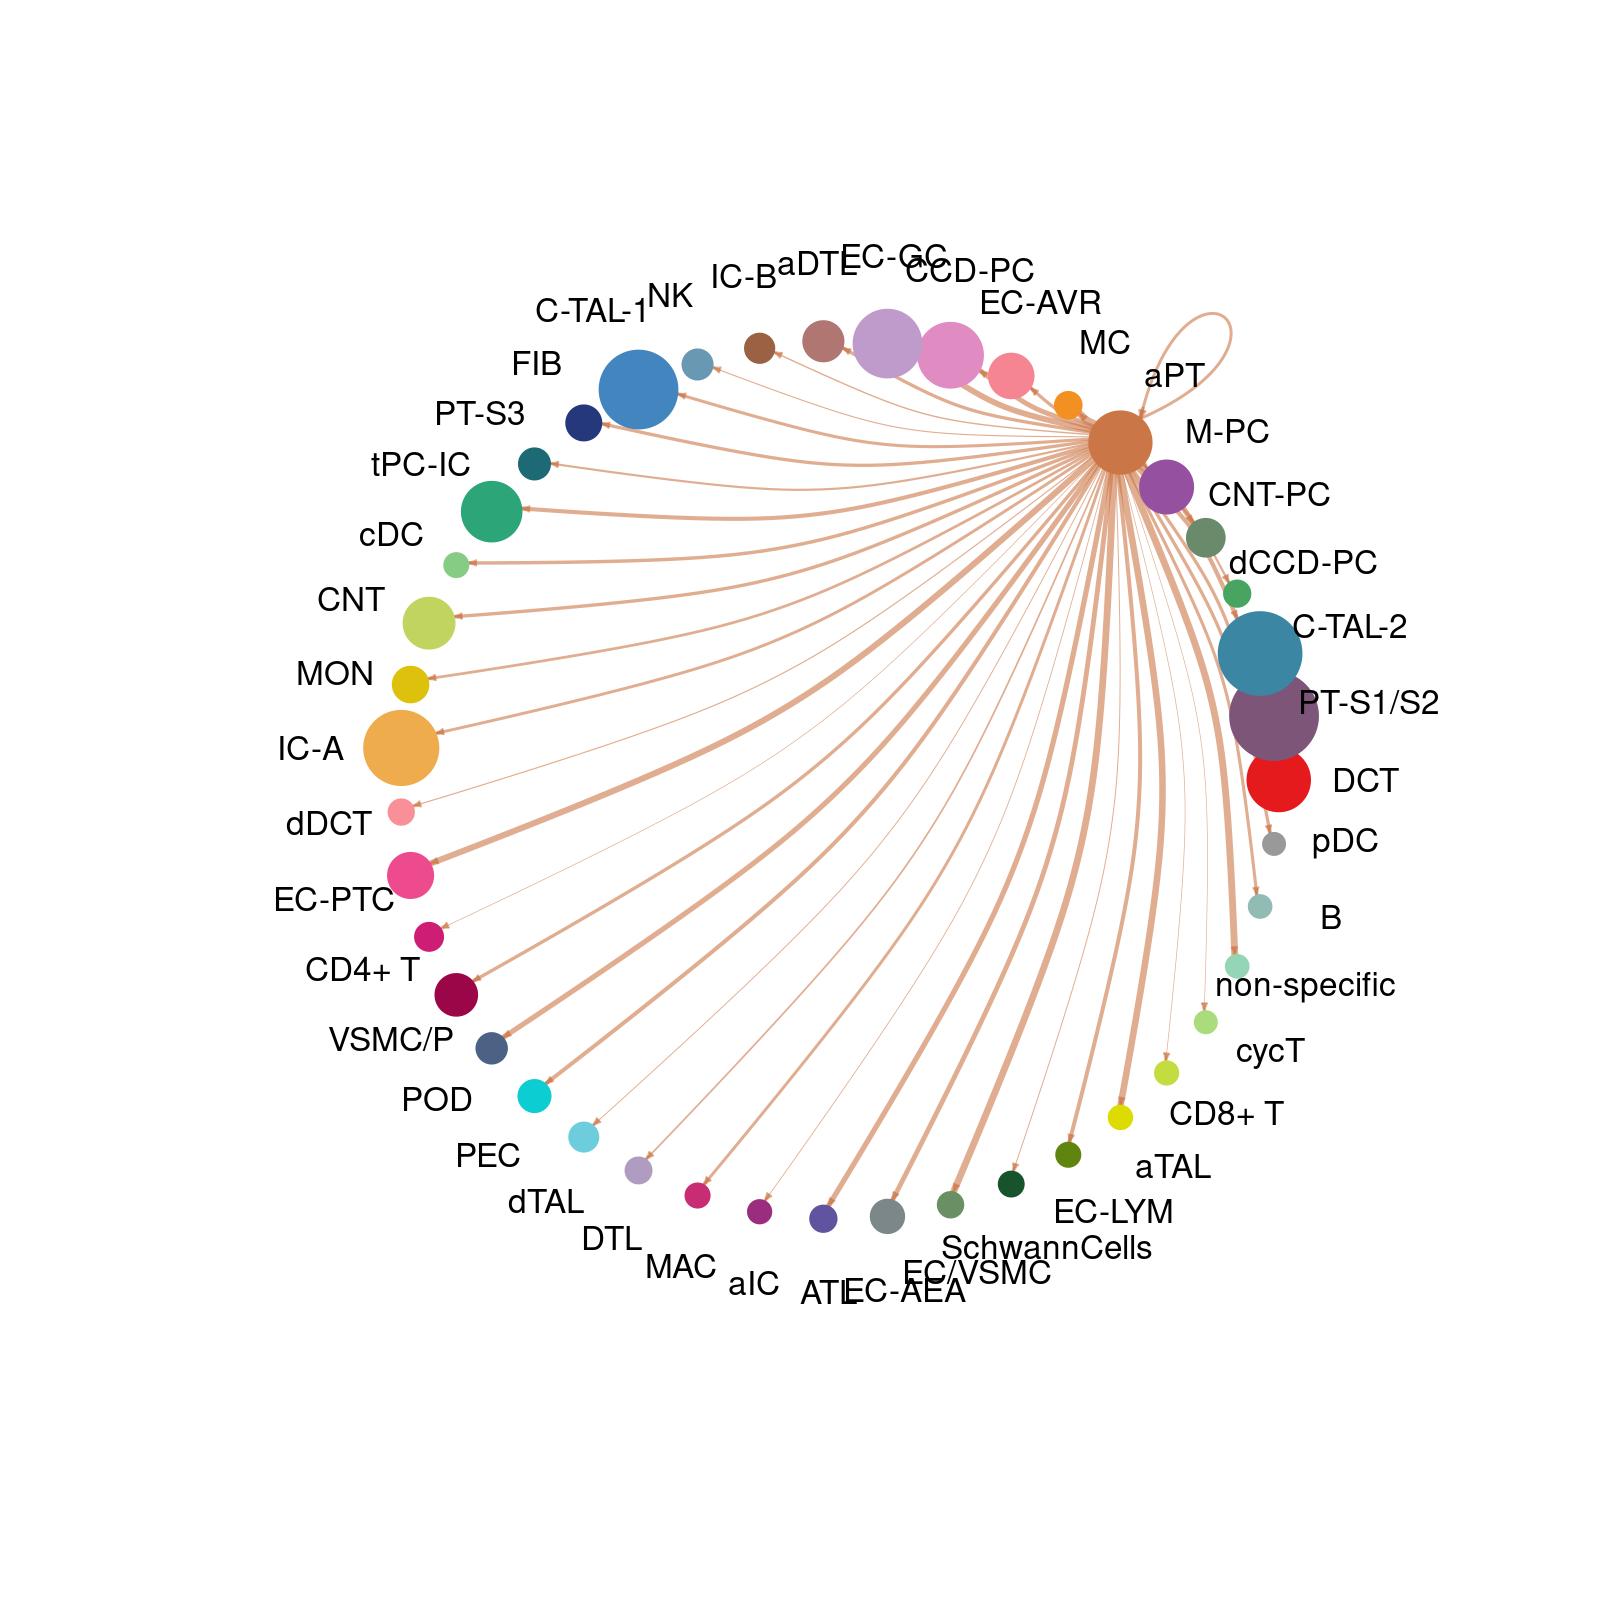 EC-GC
aDTL
CCD-PC
IC-B
NK
EC-AVR
C-TAL-1
MC
FIB
aPT
PT-S3
M-PC
tPC-IC
CNT-PC
cDC
dCCD-PC
CNT
C-TAL-2
MON
PT-S1/S2
IC-A
DCT
dDCT
pDC
EC-PTC
B
CD4+ T
non-specific
VSMC/P
cycT
POD
CD8+ T
PEC
aTAL
dTAL
EC-LYM
DTL
SchwannCells
MAC
EC/VSMC
aIC
ATL
EC-AEA